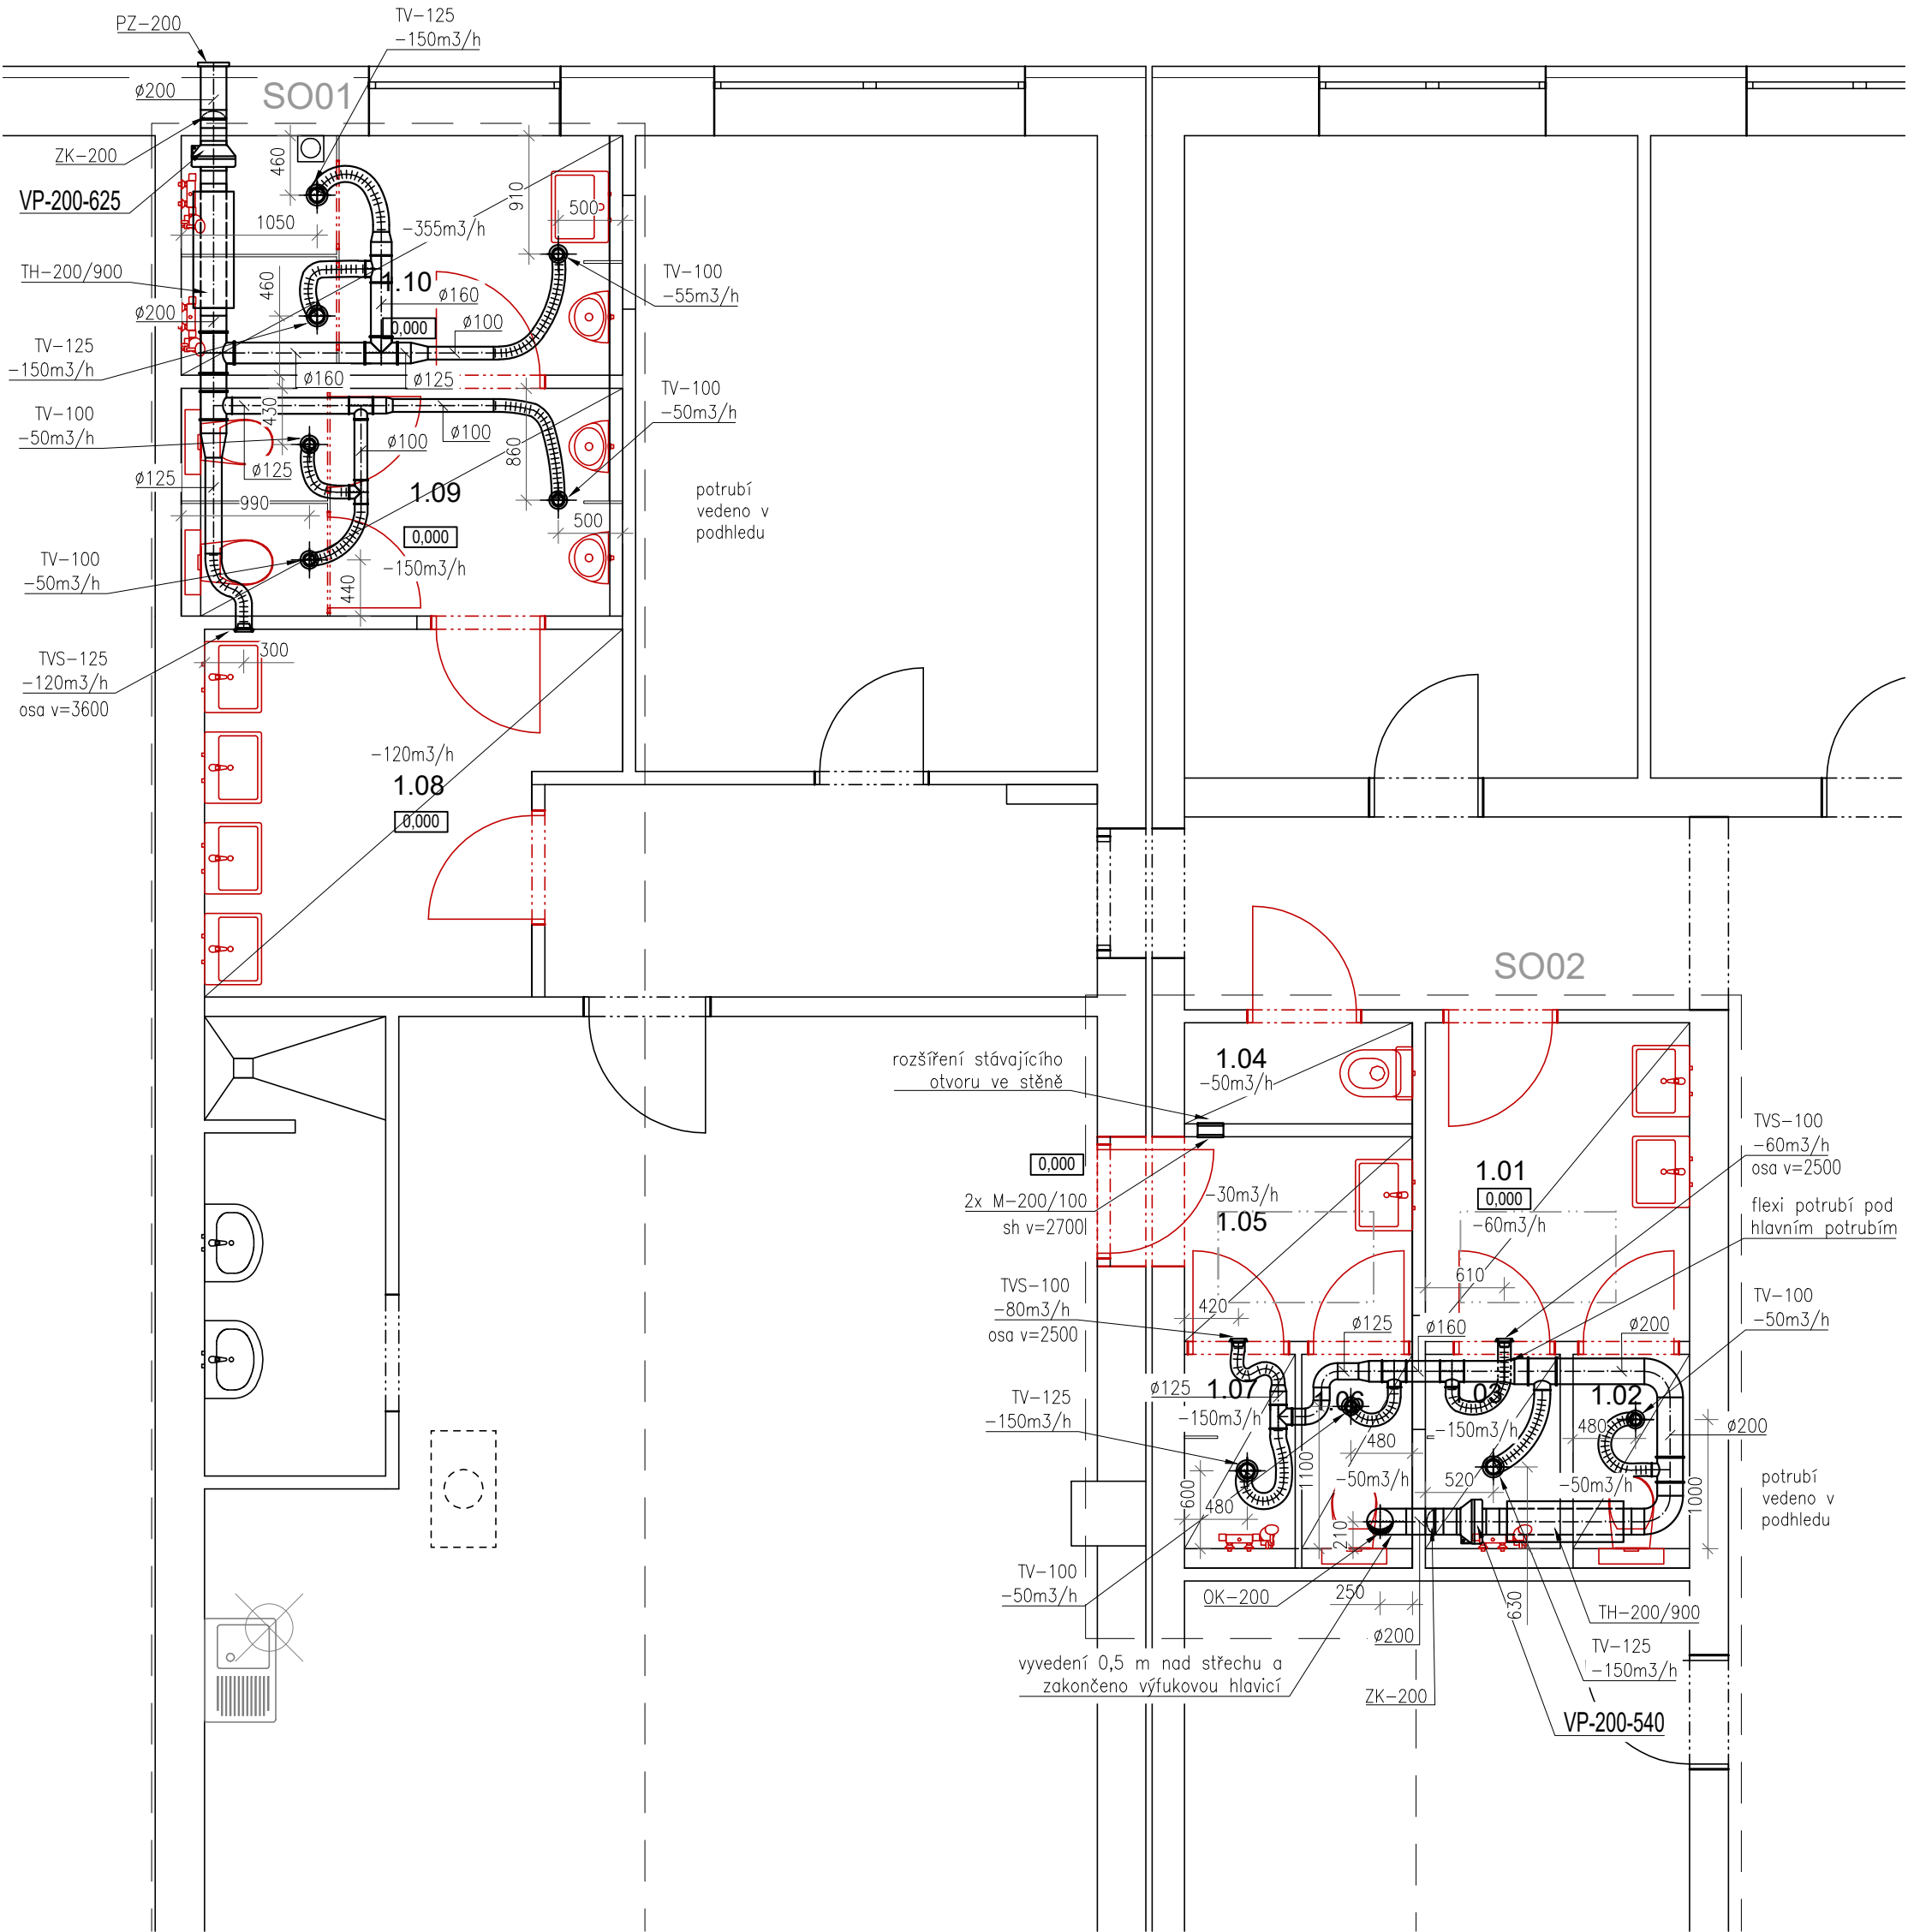 PZ-200
TV-125
-150m3/h
ø200
SO01
ZK-200
460
VP-200-625
910
500
1050
-355m3/h
TH-200/900
460
1.10
TV-100
-55m3/h
ø160
ø200
0,000
ø100
TV-125
-150m3/h
ø160
ø125
TV-100
-50m3/h
TV-100
-50m3/h
430
ø100
ø100
860
ø125
ø125
1.09
990
0,000
500
potrubí
vedeno v
podhledu
TV-100
-50m3/h
-150m3/h
440
TVS-125
-120m3/h
osa v=3600
300
-120m3/h
1.08
0,000
SO02
rozšíření stávajícího
otvoru ve stěně
1.04
-50m3/h
TVS-100
-60m3/h
osa v=2500
0,000
2x M-200/100
sh v=2700
-30m3/h
1.05
1.01
0,000
-60m3/h
flexi potrubí pod
hlavním potrubím
610
TVS-100
-80m3/h
osa v=2500
420
TV-100
-50m3/h
ø125
ø160
ø200
ø125
1.07
1.06
1.02
TV-125
-150m3/h
-150m3/h
480
-150m3/h
480
ø200
1100
-50m3/h
520
-50m3/h
600
480
210
1000
potrubí
vedeno v
podhledu
TV-100
-50m3/h
OK-200
250
630
TH-200/900
ø200
TV-125
-150m3/h
vyvedení 0,5 m nad střechu a
zakončeno výfukovou hlavicí
ZK-200
VP-200-540